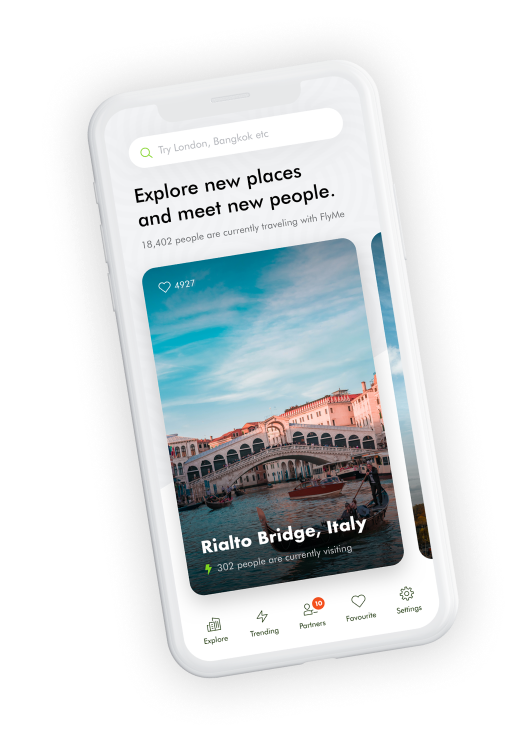 Try London, Bangkok etc
Explore new places
and meet new people.
18,402 people are currently traveling with FlyMe
4927
Rialto Bridge, Italy
302 people are currently visiting
Explore
Trending
10
Partners
Favourite
Settings